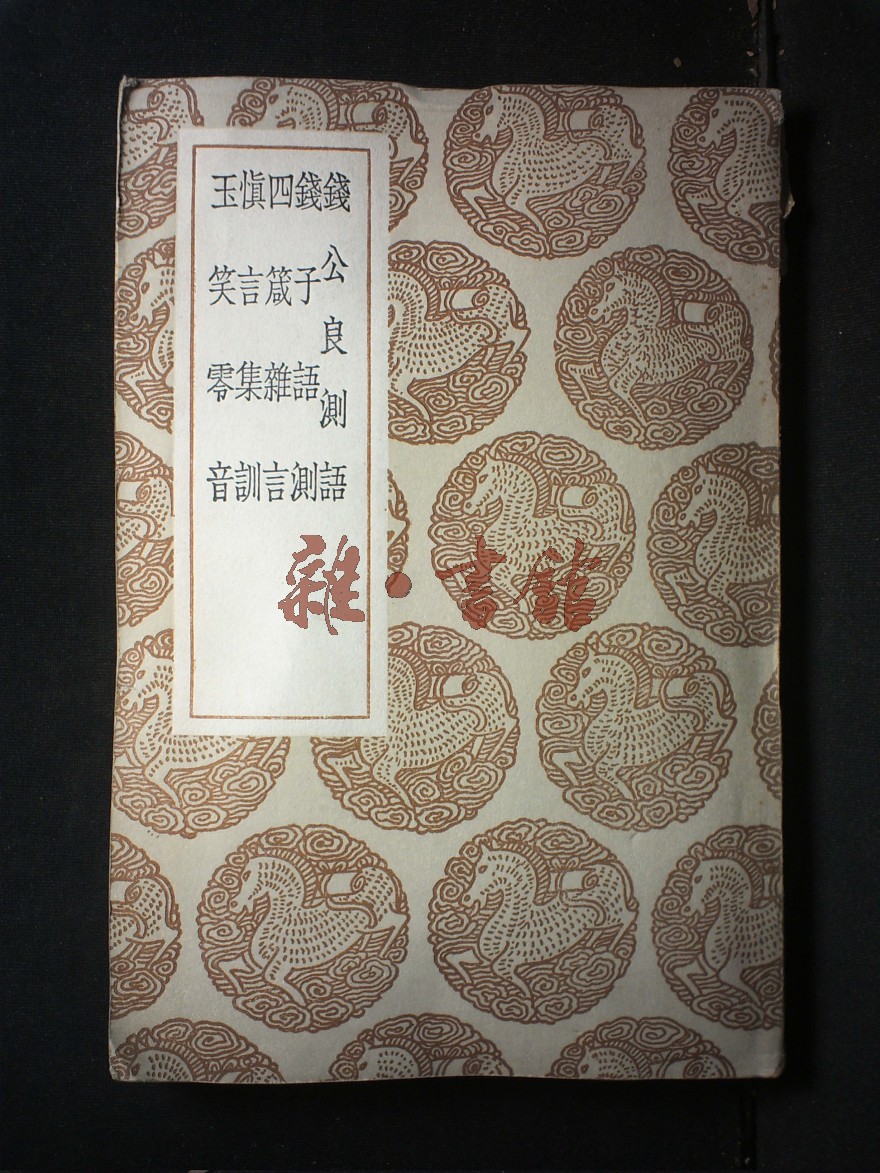 錢公良測語
錢子語測
四箴雜言
慎言集訓
玉笑零音
雜·書館